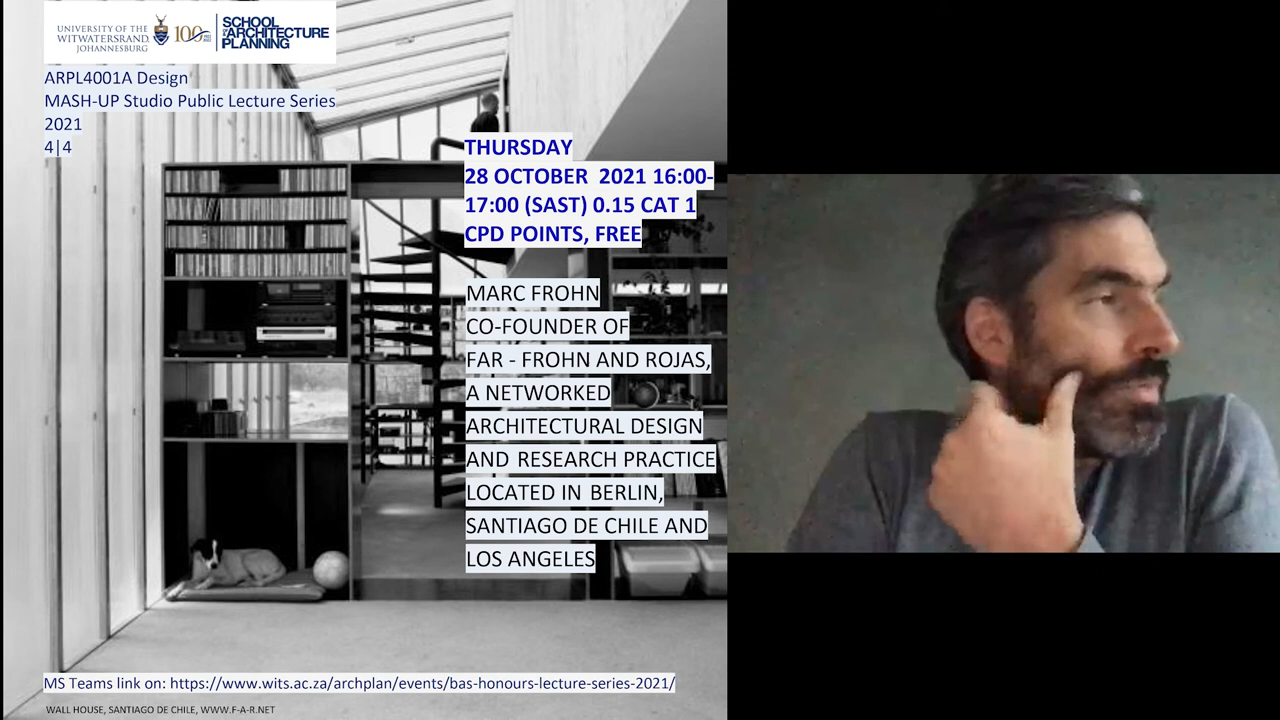 UNIVERSITY OF THE
WITWATERSRAND,
JOHANNESBURG
100
SCHOOL
OF ARCHITECTURE
& PLANNING
ARPL4001A Design
MASH-UP Studio Public Lecture Series
2021
4|4
THURSDAY
28 OCTOBER 2021 16:00-
17:00 (SAST) 0.15 CAT 1
CPD POINTS, FREE
MARC FROHN
CO-FOUNDER OF
FAR - FROHN AND ROJAS,
A NETWORKED
ARCHITECTURAL DESIGN
AND RESEARCH PRACTICE
LOCATED IN BERLIN,
SANTIAGO DE CHILE AND
LOS ANGELES
MS Teams link on: https://www.wits.ac.za/archplan/events/bas-honours-lecture-series-2021/
WALL HOUSE, SANTIAGO DE CHILE, WWW.F-A-R.NET